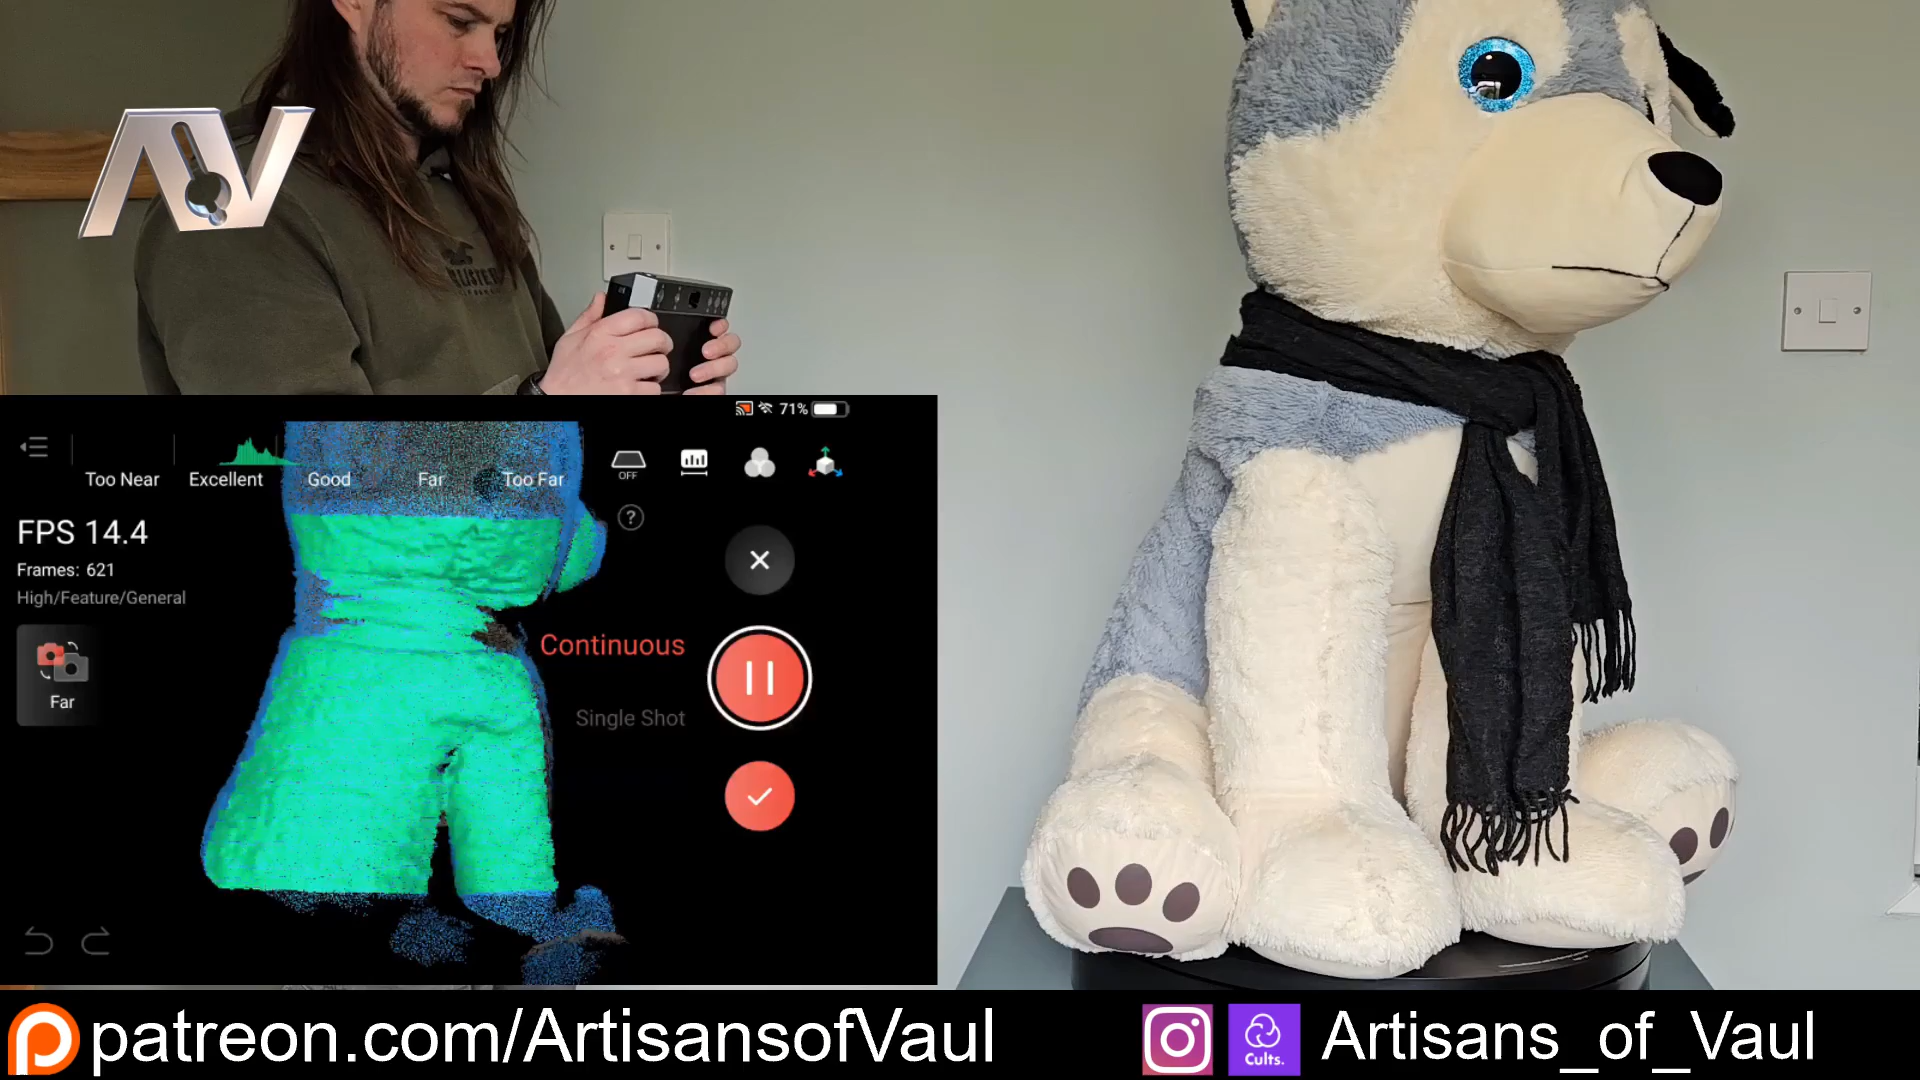 AV
71%
Too Near Excellent Good Far Too Far
OFF
FPS 14.4
?
Frames: 621
High/Feature/General
Continuous
Far
Single Shot
patreon.com/ArtisansofVaul
Cults.
Artisans_of_Vaul